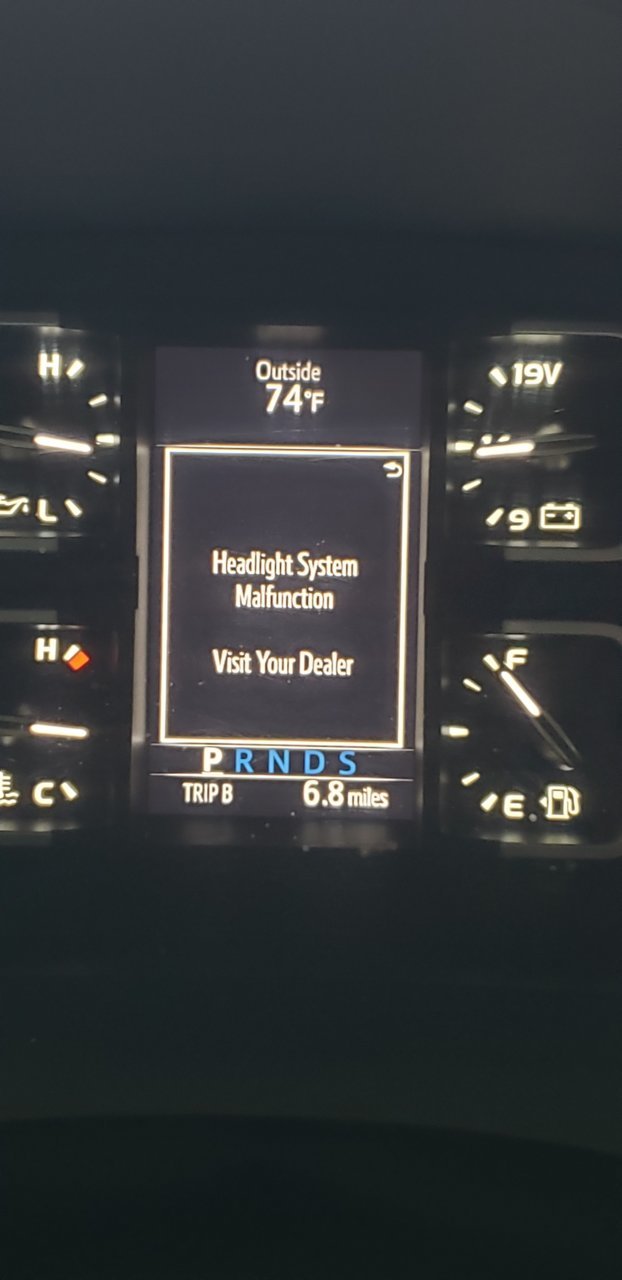 Outside
74°F
H
19V
L
9
Headlight System
Malfunction
Visit Your Dealer
H
F
P R N D S
C
E
TRIP B 6.8 miles